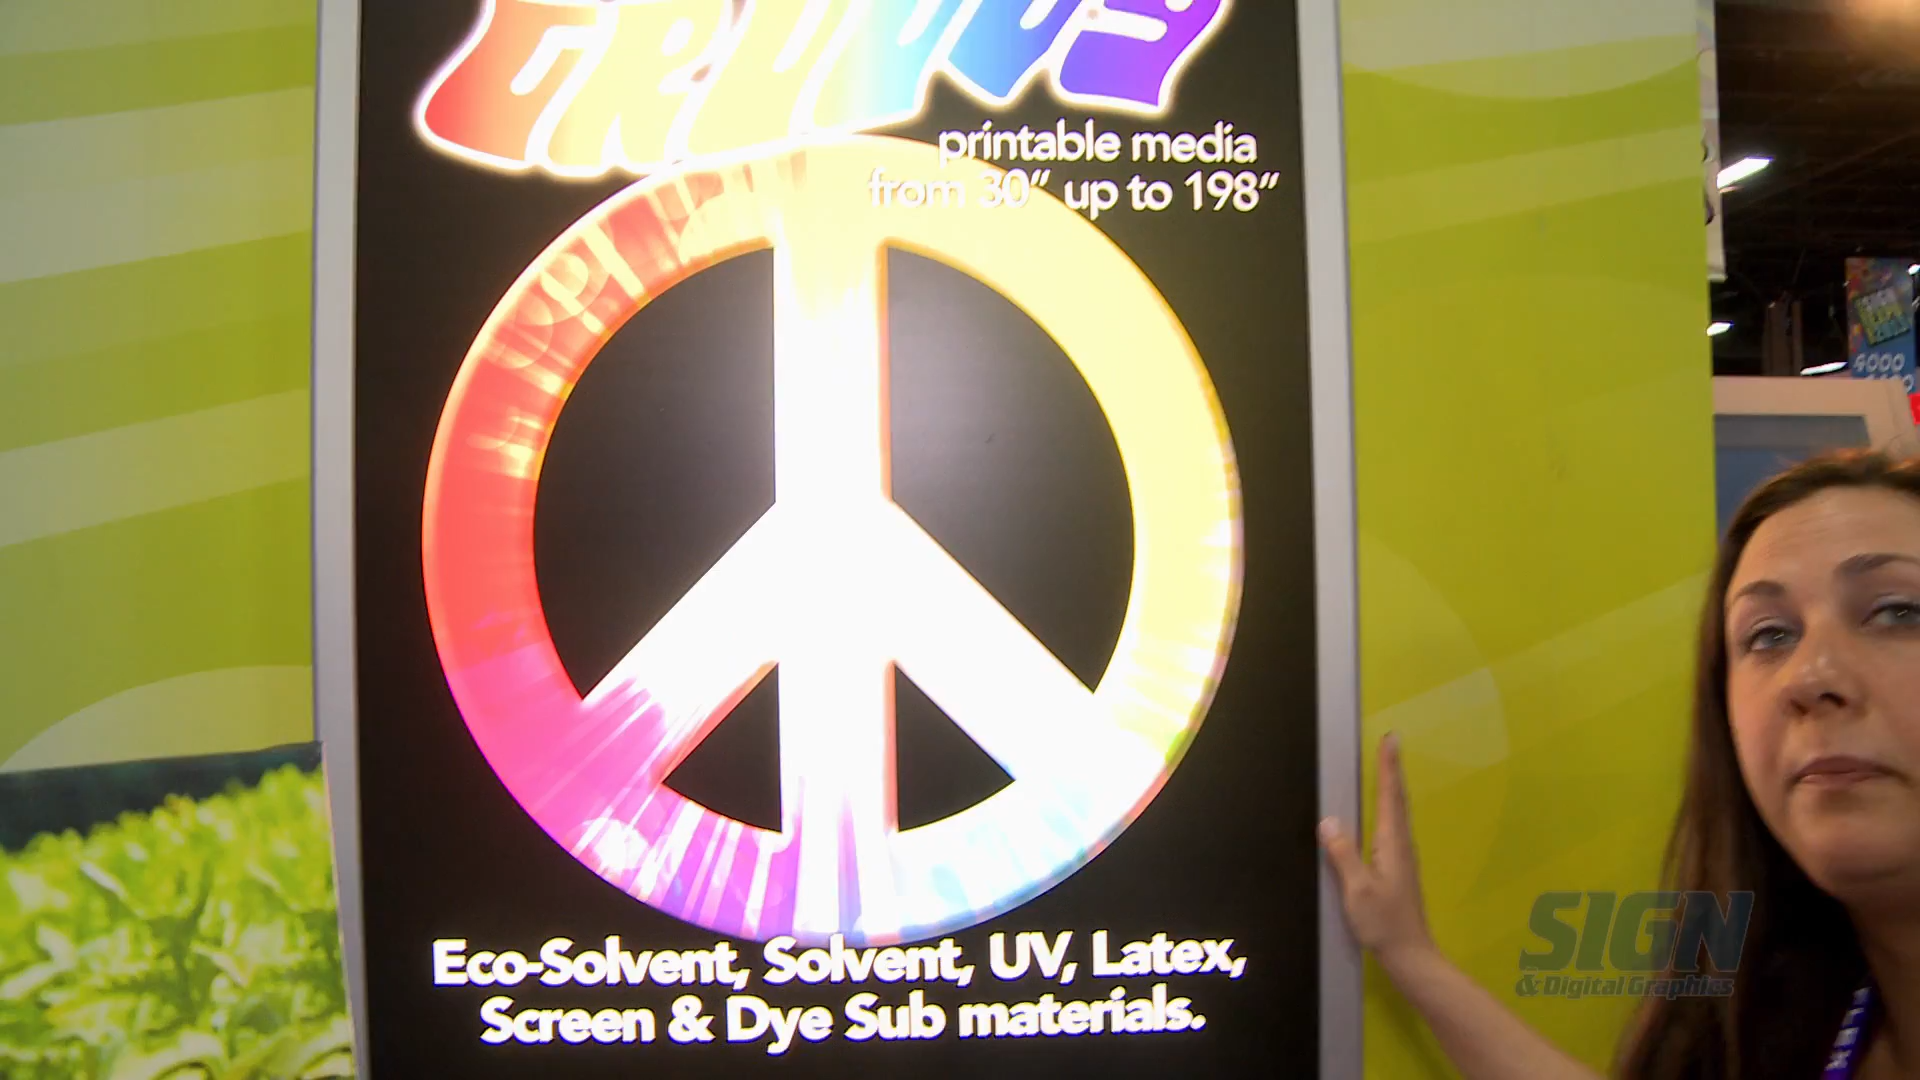 printable media
from 30" up to 198"
Eco-Solvent, Solvent, UV, Latex,
Screen & Dye Sub materials.
SIGN
& Digital Graphics